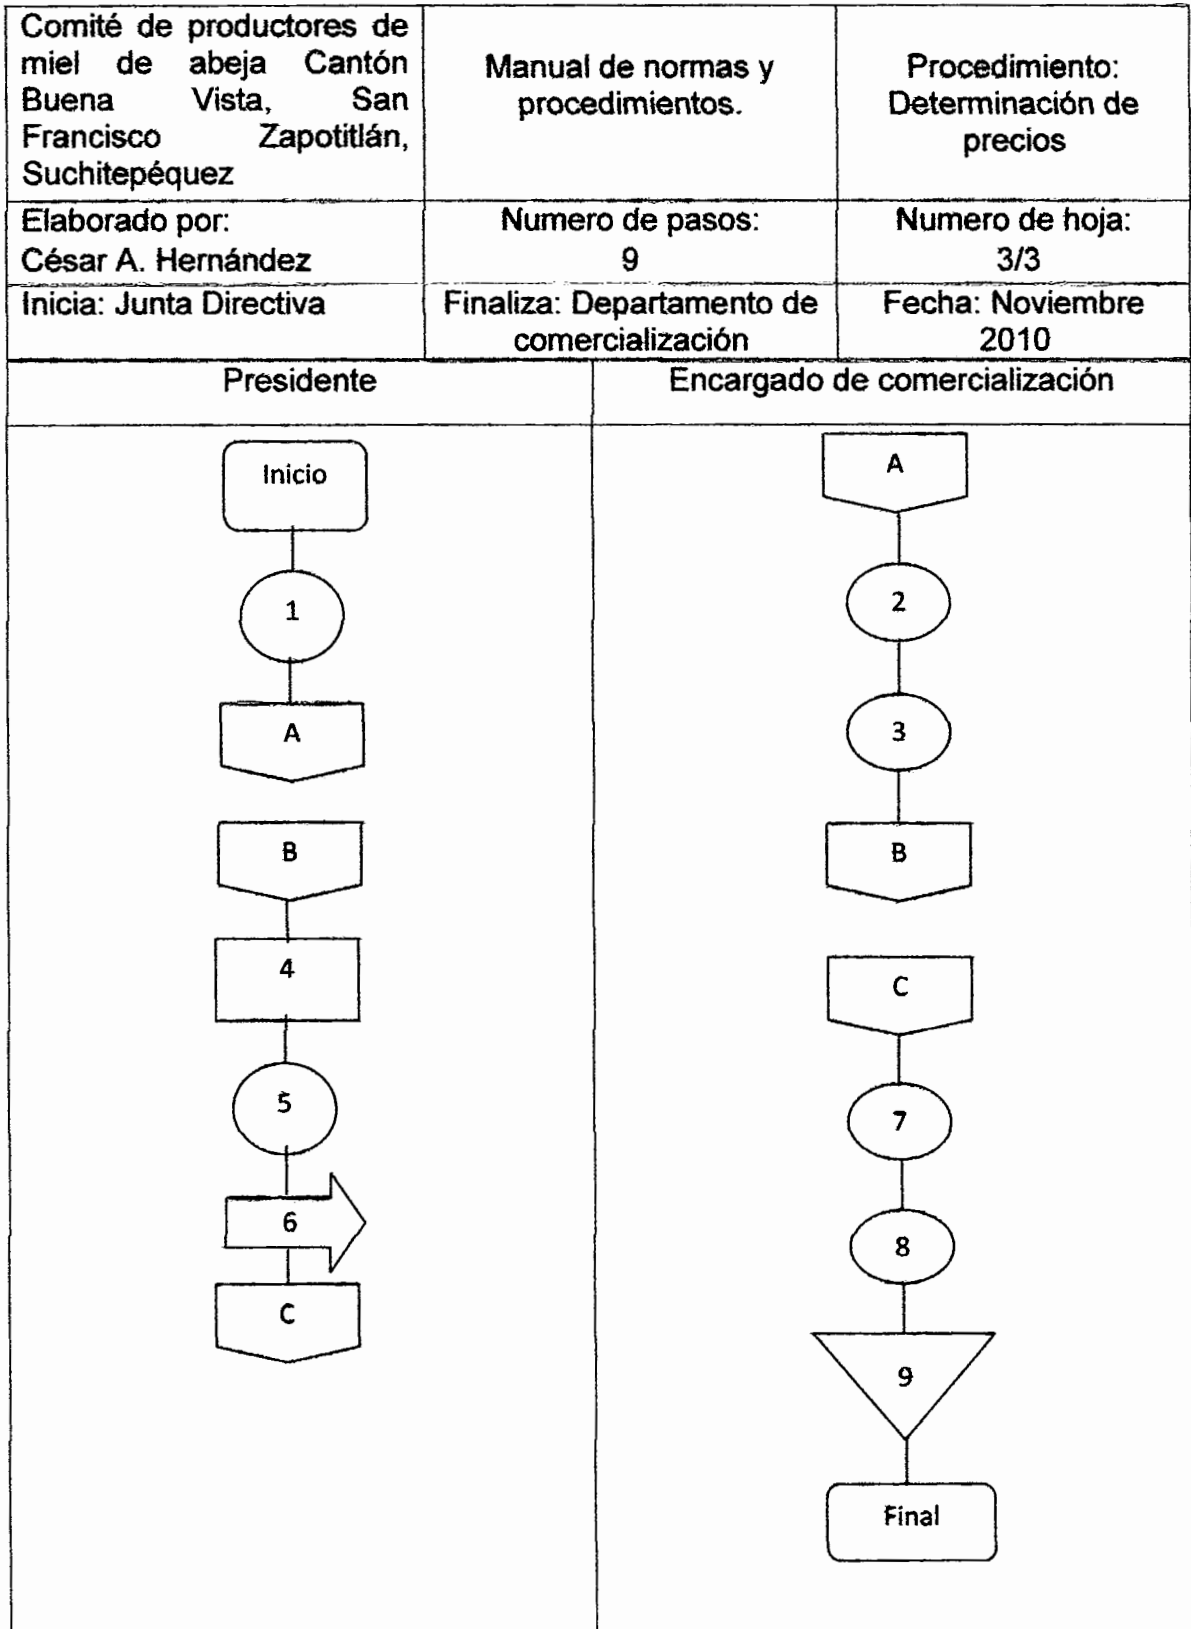 Comité de productores de
miel de abeja Cantón
Buena Vista, San
Francisco Zapotitlán,
Suchitepéquez
Manual de normas y
procedimientos.
Procedimiento:
Determinación de
precios
Elaborado por:
César A. Hernández
Numero de pasos:
9
Numero de hoja:
3/3
Inicia: Junta Directiva
Finaliza: Departamento de
comercialización
Fecha: Noviembre
2010
Presidente
Inicio
1
A
B
4
5
6
C
Encargado de comercialización
A
2
3
B
C
7
8
9
Final